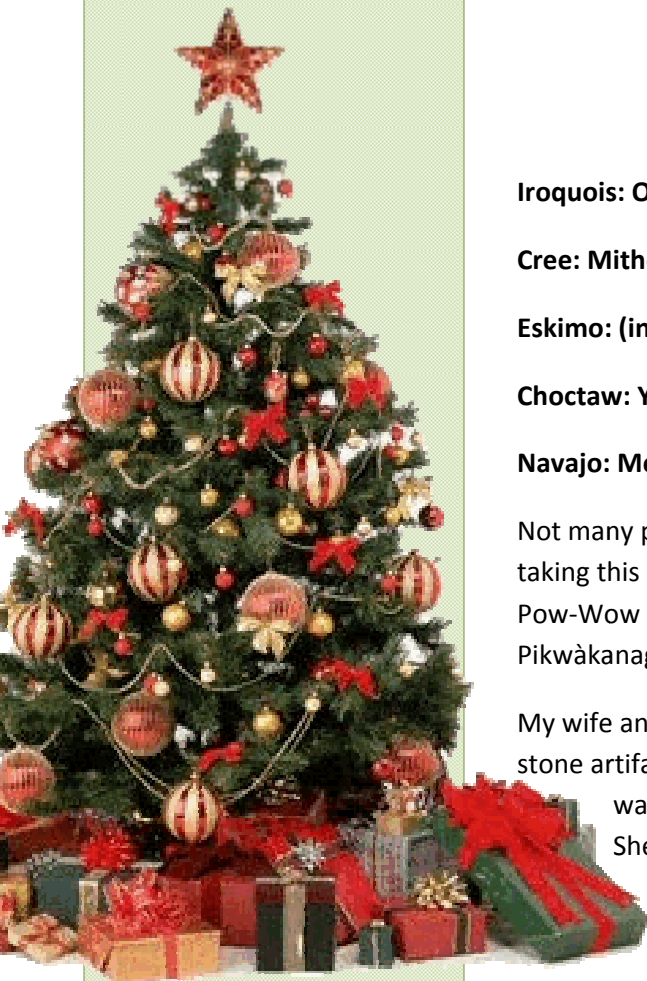 Iroquois: O
Cree: Mith
Eskimo: (in
Choctaw: Y
Navajo: Me
Not many p
taking this
Pow-Wow
Pikwàkanag
My wife an
stone artifa
wa
She